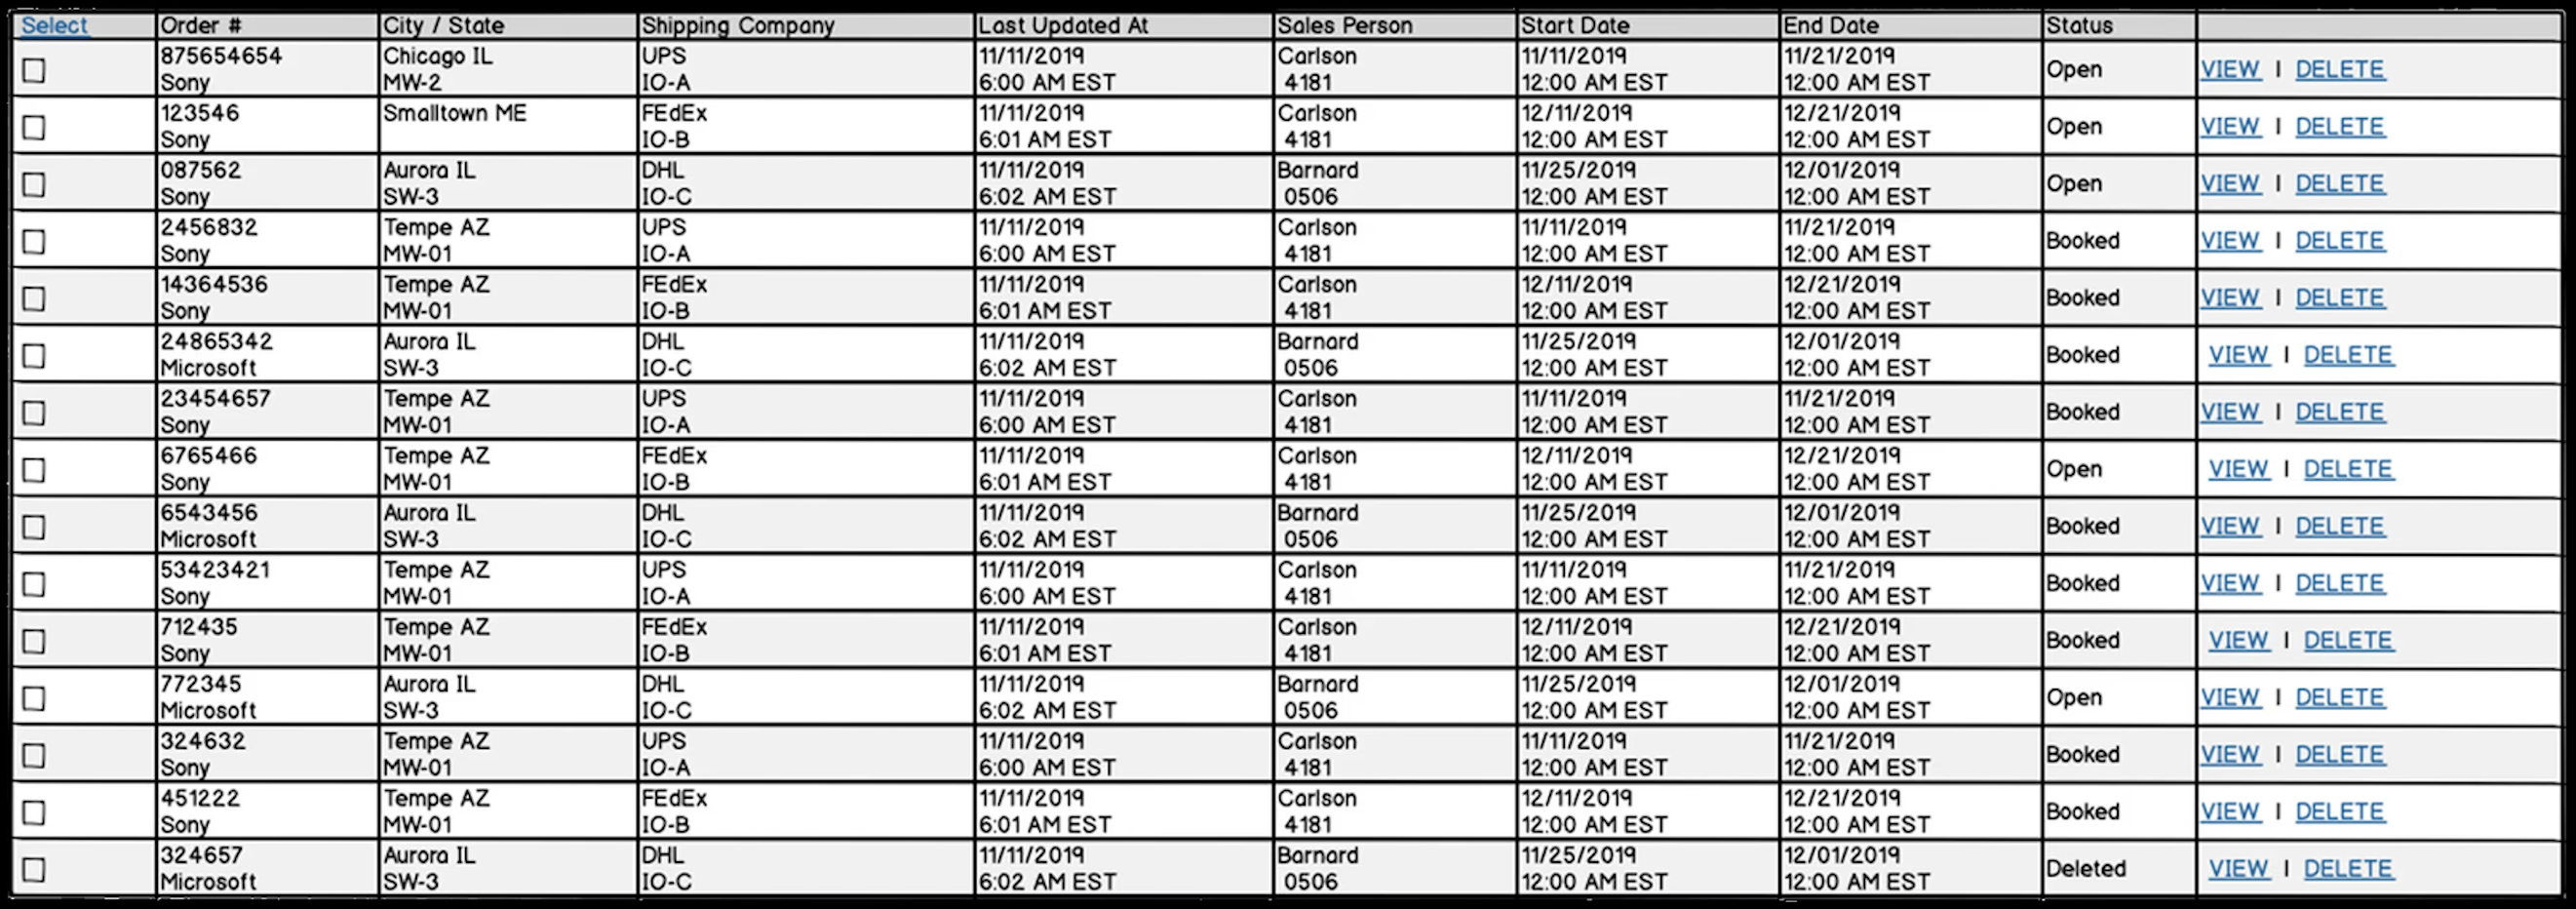 Select Order # City / State Shipping Company Last Updated At Sales Person Start Date End Date Status
875654654 Chicago IL UPS 11/11/2019 Carlson 11/11/2019 11/21/2019
Sony MW-2 IO-A 6:00 AM EST 4181 12:00 AM EST 12:00 AM EST Open VIEW | DELETE
123546 Smalltown ME FEdEx 11/11/2019 Carlson 12/11/2019 12/21/2019
Sony IO-B 6:01 AM EST 4181 12:00 AM EST 12:00 AM EST Open VIEW | DELETE
087562 Aurora IL DHL 11/11/2019 Barnard 11/25/2019 12/01/2019
Sony SW-3 IO-C 6:02 AM EST 0506 12:00 AM EST 12:00 AM EST Open VIEW | DELETE
2456832 Tempe AZ UPS 11/11/2019 Carlson 11/11/2019 11/21/2019
Sony MW-01 IO-A 6:00 AM EST 4181 12:00 AM EST 12:00 AM EST Booked VIEW | DELETE
14364536 Tempe AZ FEdEx 11/11/2019 Carlson 12/11/2019 12/21/2019
Sony MW-01 IO-B 6:01 AM EST 4181 12:00 AM EST 12:00 AM EST Booked VIEW | DELETE
24865342 Aurora IL DHL 11/11/2019 Barnard 11/25/2019 12/01/2019
Microsoft SW-3 IO-C 6:02 AM EST 0506 12:00 AM EST 12:00 AM EST Booked VIEW | DELETE
23454657 Tempe AZ UPS 11/11/2019 Carlson 11/11/2019 11/21/2019
Sony MW-01 IO-A 6:00 AM EST 4181 12:00 AM EST 12:00 AM EST Booked VIEW | DELETE
6765466 Tempe AZ FEdEx 11/11/2019 Carlson 12/11/2019 12/21/2019
Sony MW-01 IO-B 6:01 AM EST 4181 12:00 AM EST 12:00 AM EST Open VIEW | DELETE
6543456 Aurora IL DHL 11/11/2019 Barnard 11/25/2019 12/01/2019
Microsoft SW-3 IO-C 6:02 AM EST 0506 12:00 AM EST 12:00 AM EST Booked VIEW | DELETE
53423421 Tempe AZ UPS 11/11/2019 Carlson 11/11/2019 11/21/2019
Sony MW-01 IO-A 6:00 AM EST 4181 12:00 AM EST 12:00 AM EST Booked VIEW | DELETE
712435 Tempe AZ FEdEx 11/11/2019 Carlson 12/11/2019 12/21/2019
Sony MW-01 IO-B 6:01 AM EST 4181 12:00 AM EST 12:00 AM EST Booked VIEW | DELETE
772345 Aurora IL DHL 11/11/2019 Barnard 11/25/2019 12/01/2019
Microsoft SW-3 IO-C 6:02 AM EST 0506 12:00 AM EST 12:00 AM EST Open VIEW | DELETE
324632 Tempe AZ UPS 11/11/2019 Carlson 11/11/2019 11/21/2019
Sony MW-01 IO-A 6:00 AM EST 4181 12:00 AM EST 12:00 AM EST Booked VIEW | DELETE
451222 Tempe AZ FEdEx 11/11/2019 Carlson 12/11/2019 12/21/2019
Sony MW-01 IO-B 6:01 AM EST 4181 12:00 AM EST 12:00 AM EST Booked VIEW | DELETE
324657 Aurora IL DHL 11/11/2019 Barnard 11/25/2019 12/01/2019
Microsoft SW-3 IO-C 6:02 AM EST 0506 12:00 AM EST 12:00 AM EST Deleted VIEW | DELETE